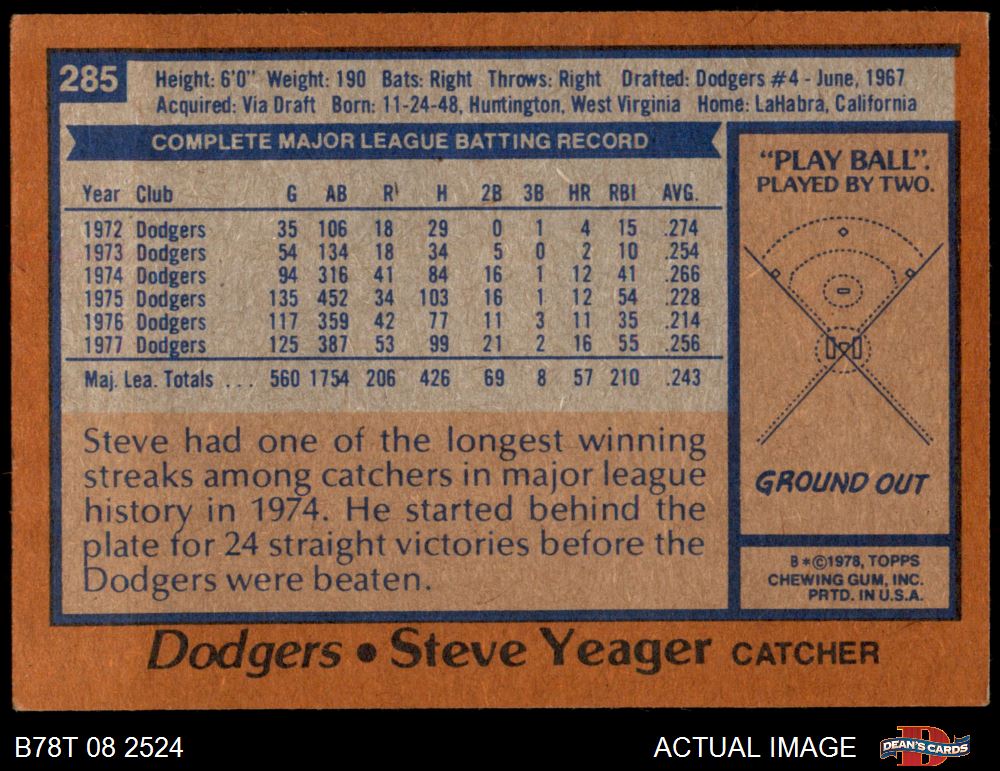 285
Height: 6'0" Weight: 190 Bats: Right Throws: Right Drafted: Dodgers #4 - June, 1967
Acquired: Via Draft Born: 11-24-48, Huntington, West Virginia Home: LaHabra, California
COMPLETE MAJOR LEAGUE BATTING RECORD
Year Club G AB R H 2B 3B HR RBI AVG.
1972 Dodgers 35 106 18 29 0 1 4 15 .274
1973 Dodgers 54 134 18 34 5 0 2 10 .254
1974 Dodgers 94 316 41 84 16 1 12 41 .266
1975 Dodgers 135 452 34 103 16 1 12 54 .228
1976 Dodgers 117 359 42 77 11 3 11 35 .214
1977 Dodgers 125 387 53 99 21 2 16 55 .256
Maj. Lea. Totals . . . 560 1754 206 426 69 8 57 210 .243
Steve had one of the longest winning
streaks among catchers in major league
history in 1974. He started behind the
plate for 24 straight victories before the
Dodgers were beaten.
"PLAY BALL".
PLAYED BY TWO.
GROUND OUT
B*©1978, TOPPS
CHEWING GUM, INC.
PRTD. IN U.S.A.
Dodgers • Steve Yeager CATCHER
B78T 08 2524
ACTUAL IMAGE
DEAN'S CARDS